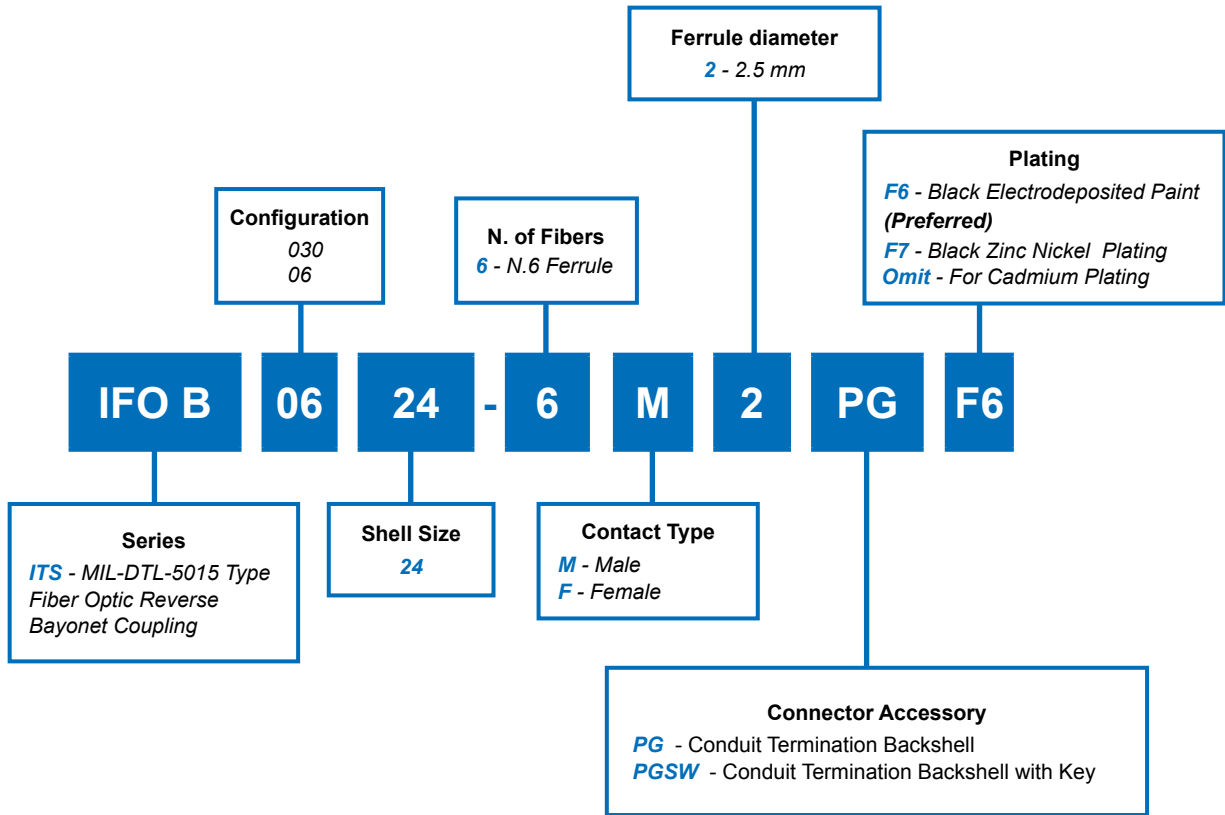 Ferrule diameter
2 - 2.5 mm
Plating
F6 - Black Electrodeposited Paint
(Preferred)
F7 - Black Zinc Nickel Plating
Omit - For Cadmium Plating
Configuration
030
06
N. of Fibers
6 - N.6 Ferrule
IFO B 06 24 - 6 M 2 PG F6
Series
ITS - MIL-DTL-5015 Type
Fiber Optic Reverse
Bayonet Coupling
Shell Size
24
Contact Type
M - Male
F - Female
Connector Accessory
PG - Conduit Termination Backshell
PGSW - Conduit Termination Backshell with Key